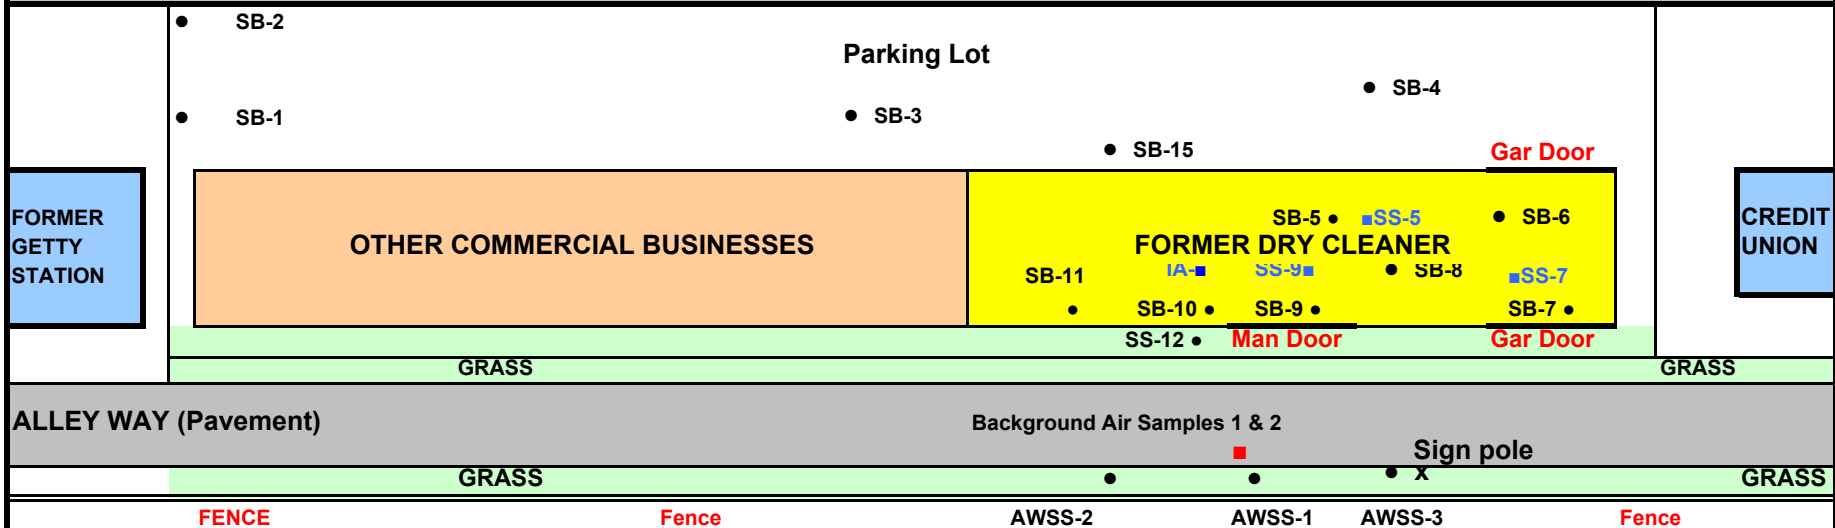 SB-2
Parking Lot
SB-4
SB-1
SB-3
SB-15
Gar Door
FORMER
GETTY
STATION
OTHER COMMERCIAL BUSINESSES
SB-5
SS-5
SB-6
FORMER DRY CLEANER
CREDIT
UNION
SB-11
IA-
SS-9
SB-8
SS-7
SB-10
SB-9
SB-7
SS-12
Man Door
Gar Door
GRASS
GRASS
ALLEY WAY (Pavement)
Background Air Samples 1 & 2
Sign pole
x
GRASS
GRASS
FENCE
Fence
AWSS-2
AWSS-1
AWSS-3
Fence